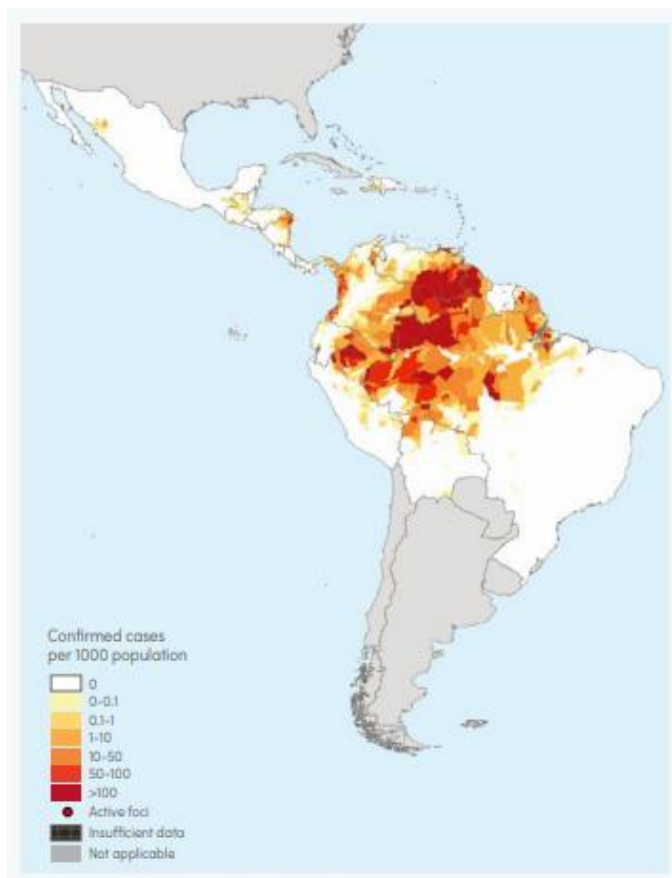 Confirmed cases
per 1000 population
0
0-0.1
0.1-1
1-10
10-50
50-100
>100
Active foci
Insufficient data
Not applicable